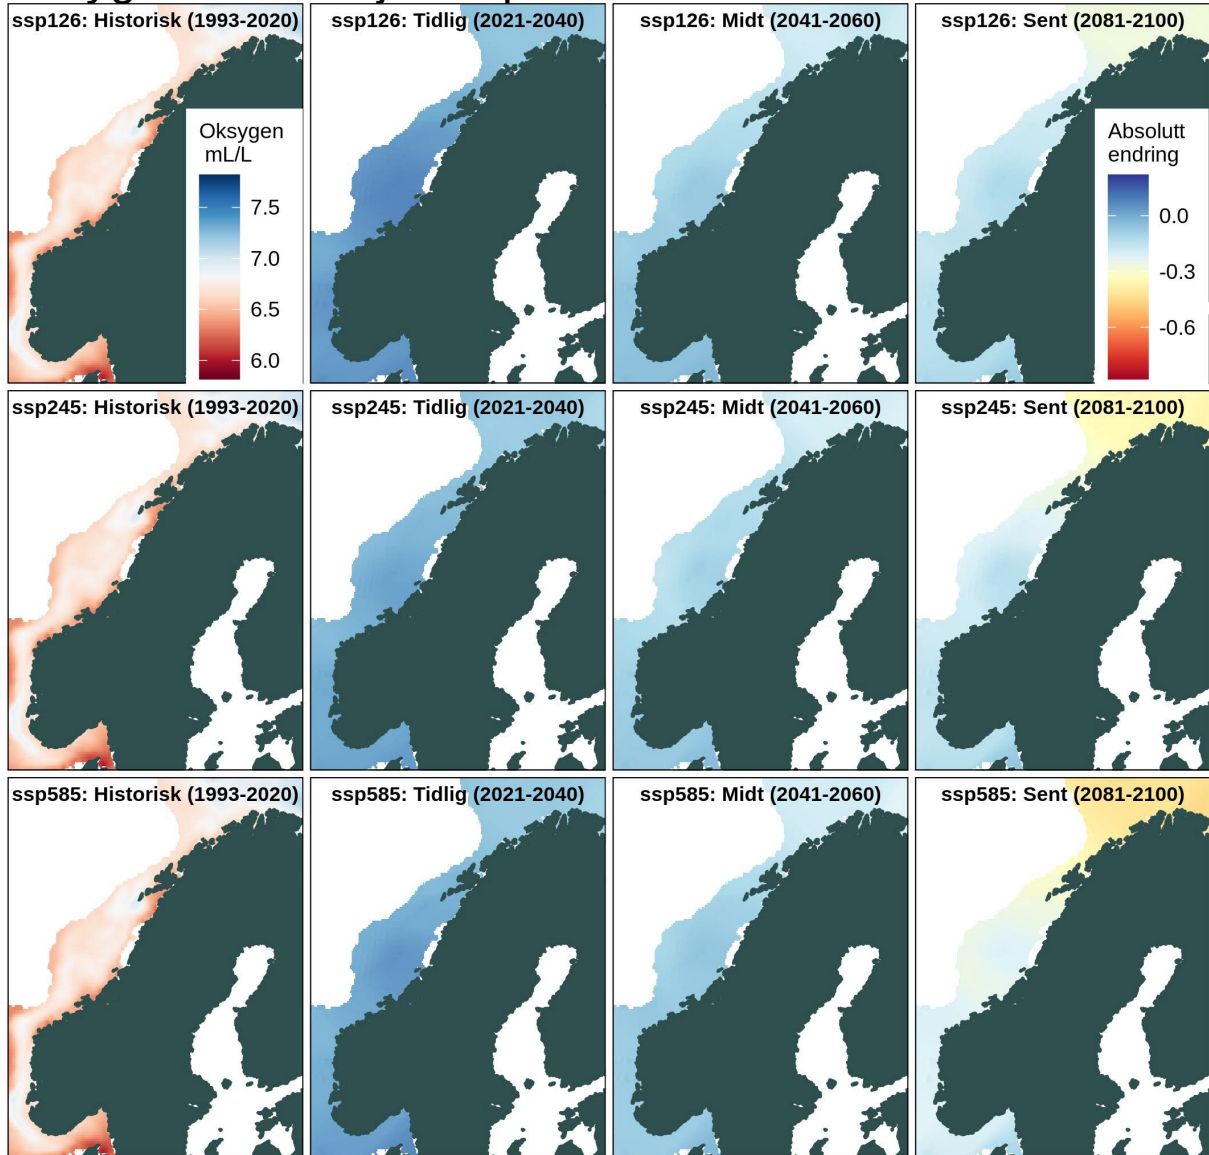 ssp126: Historisk (1993-2020)
ssp126: Tidlig (2021-2040)
ssp126: Midt (2041-2060)
ssp126: Sent (2081-2100)
Oksygen
mL/L
7.5
7.0
6.5
6.0
Absolutt
endring
0.0
-0.3
-0.6
ssp245: Historisk (1993-2020)
ssp245: Tidlig (2021-2040)
ssp245: Midt (2041-2060)
ssp245: Sent (2081-2100)
ssp585: Historisk (1993-2020)
ssp585: Tidlig (2021-2040)
ssp585: Midt (2041-2060)
ssp585: Sent (2081-2100)